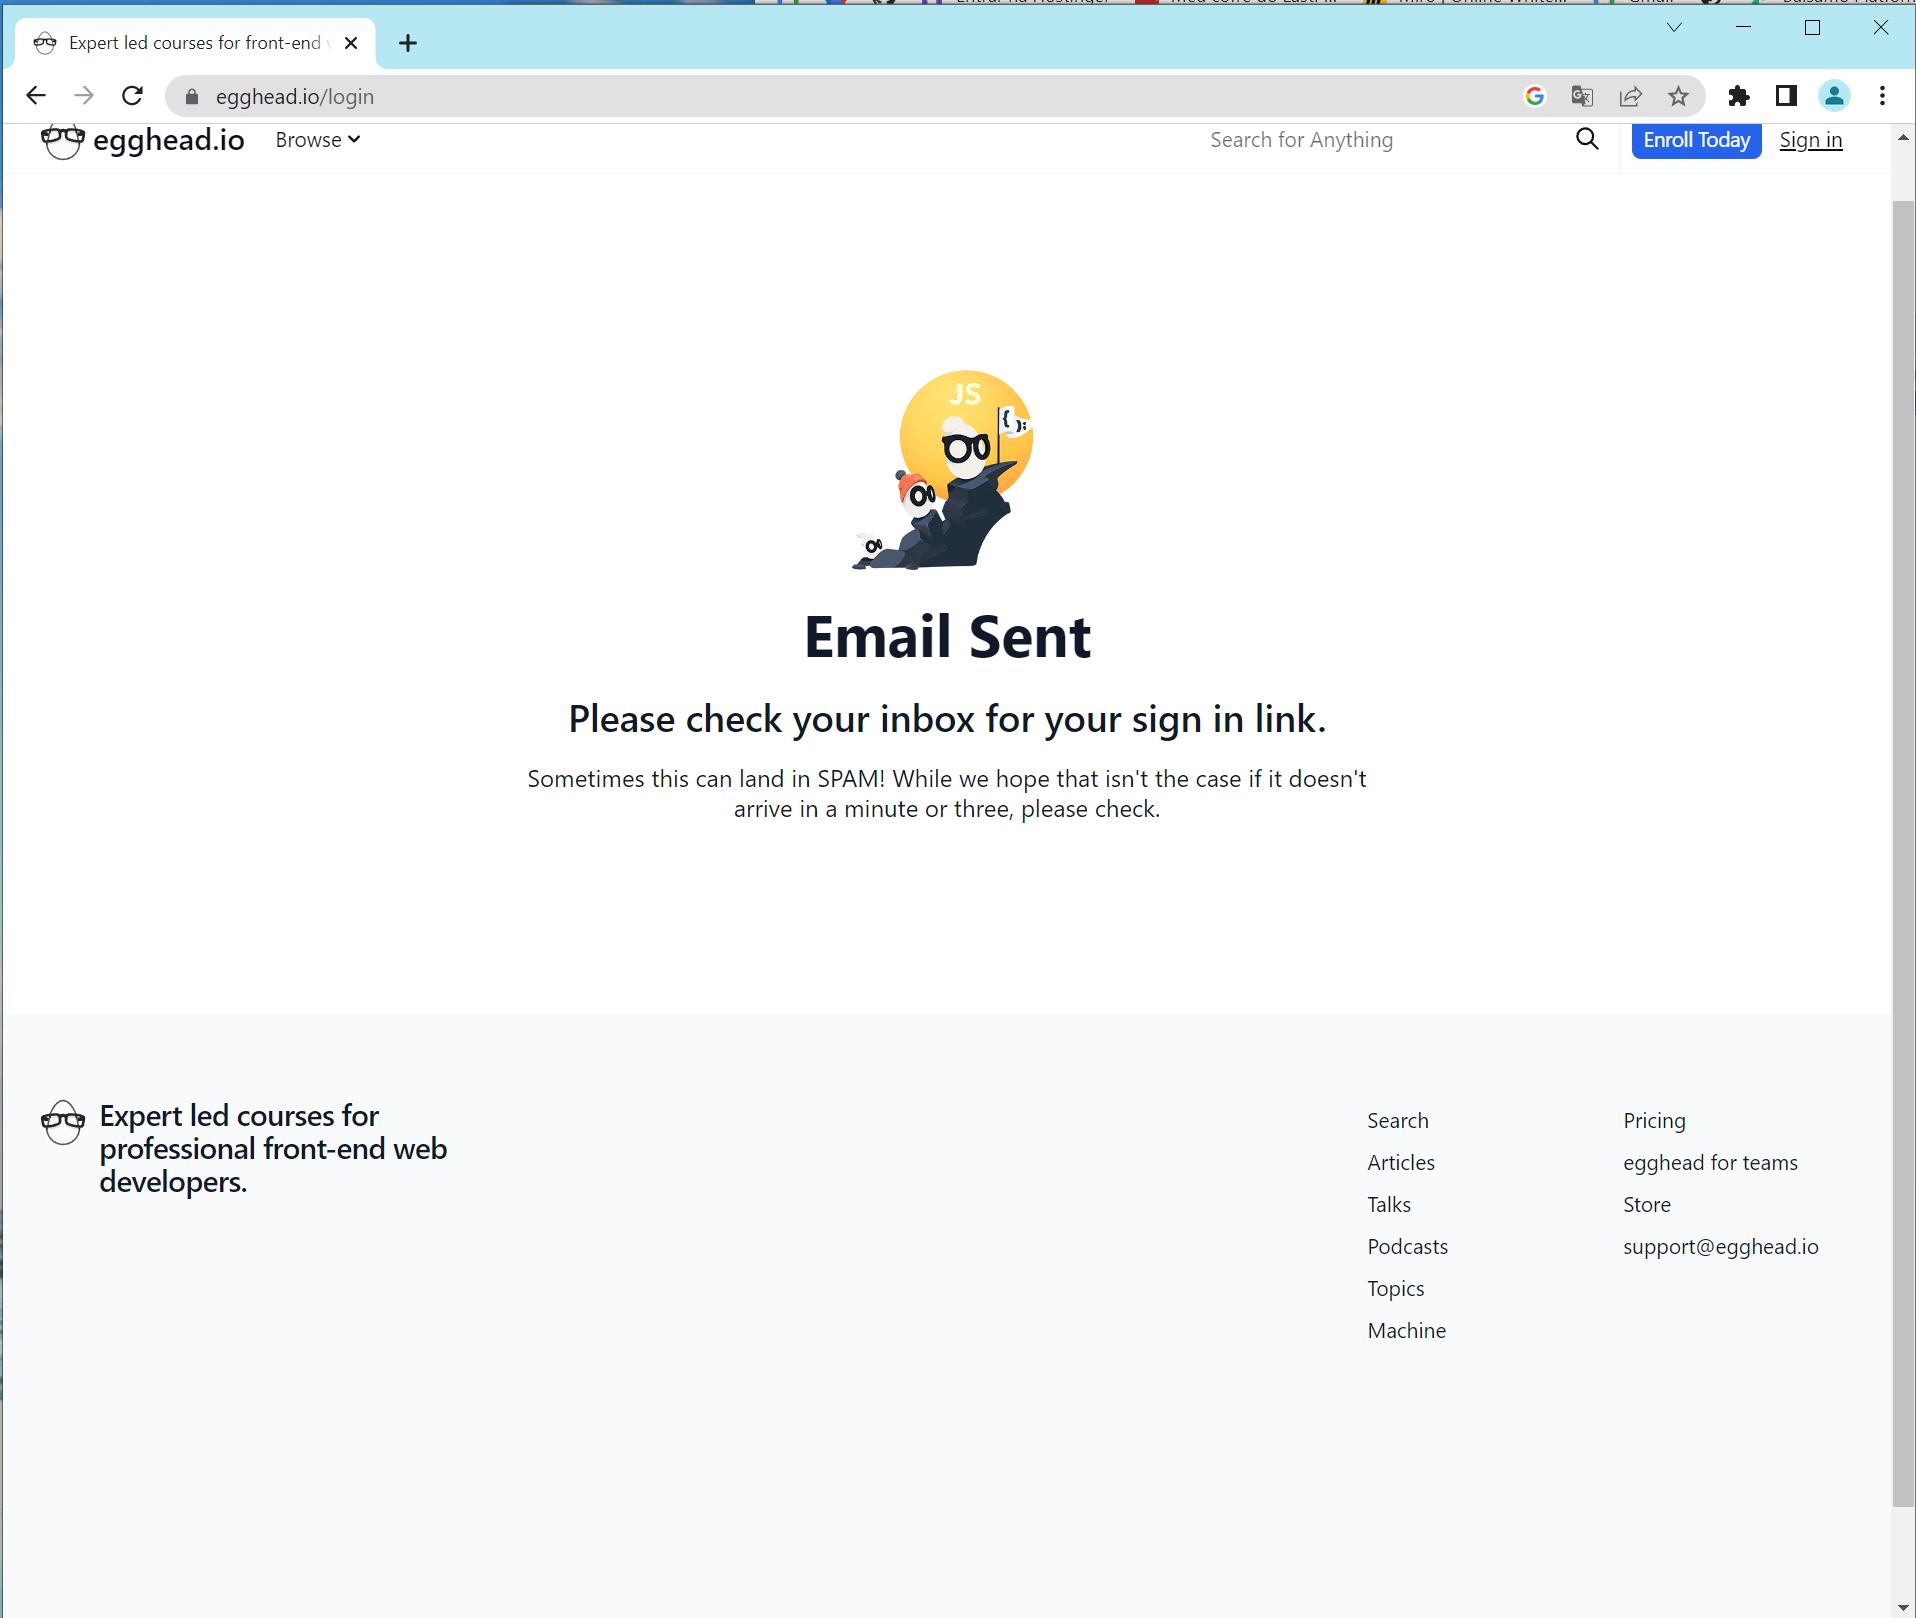 Expert led courses for front-end
egghead.io/login
egghead.io Browse Search for Anything Enroll Today Sign in
JS
Email Sent
Please check your inbox for your sign in link.
Sometimes this can land in SPAM! While we hope that isn't the case if it doesn't
arrive in a minute or three, please check.
Expert led courses for
professional front-end web
developers.
Search
Articles
Talks
Podcasts
Topics
Machine
Pricing
egghead for teams
Store
support@egghead.io